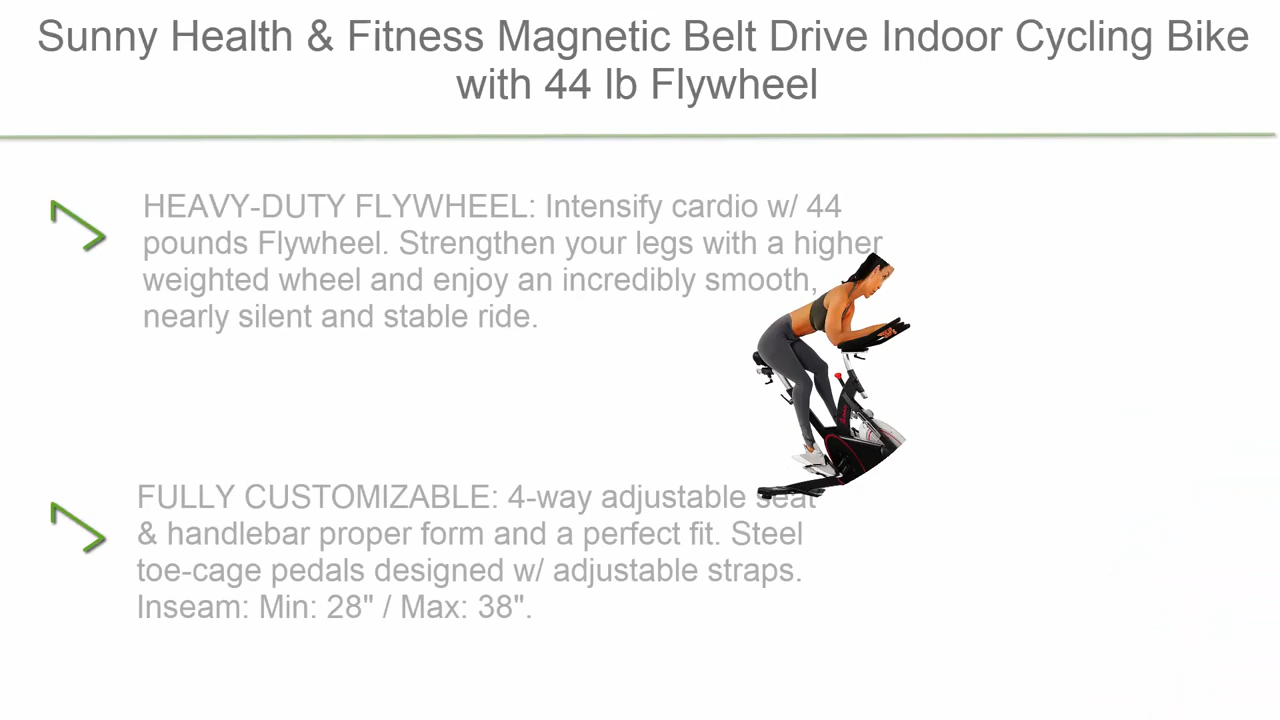 Sunny Health & Fitness Magnetic Belt Drive Indoor Cycling Bike
with 44 lb Flywheel
HEAVY-DUTY FLYWHEEL: Intensify cardio w/ 44
pounds Flywheel. Strengthen your legs with a higher
weighted wheel and enjoy an incredibly smooth,
nearly silent and stable ride.
FULLY CUSTOMIZABLE: 4-way adjustable seat
& handlebar proper form and a perfect fit. Steel
toe-cage pedals designed w/ adjustable straps.
Inseam: Min: 28" / Max: 38".